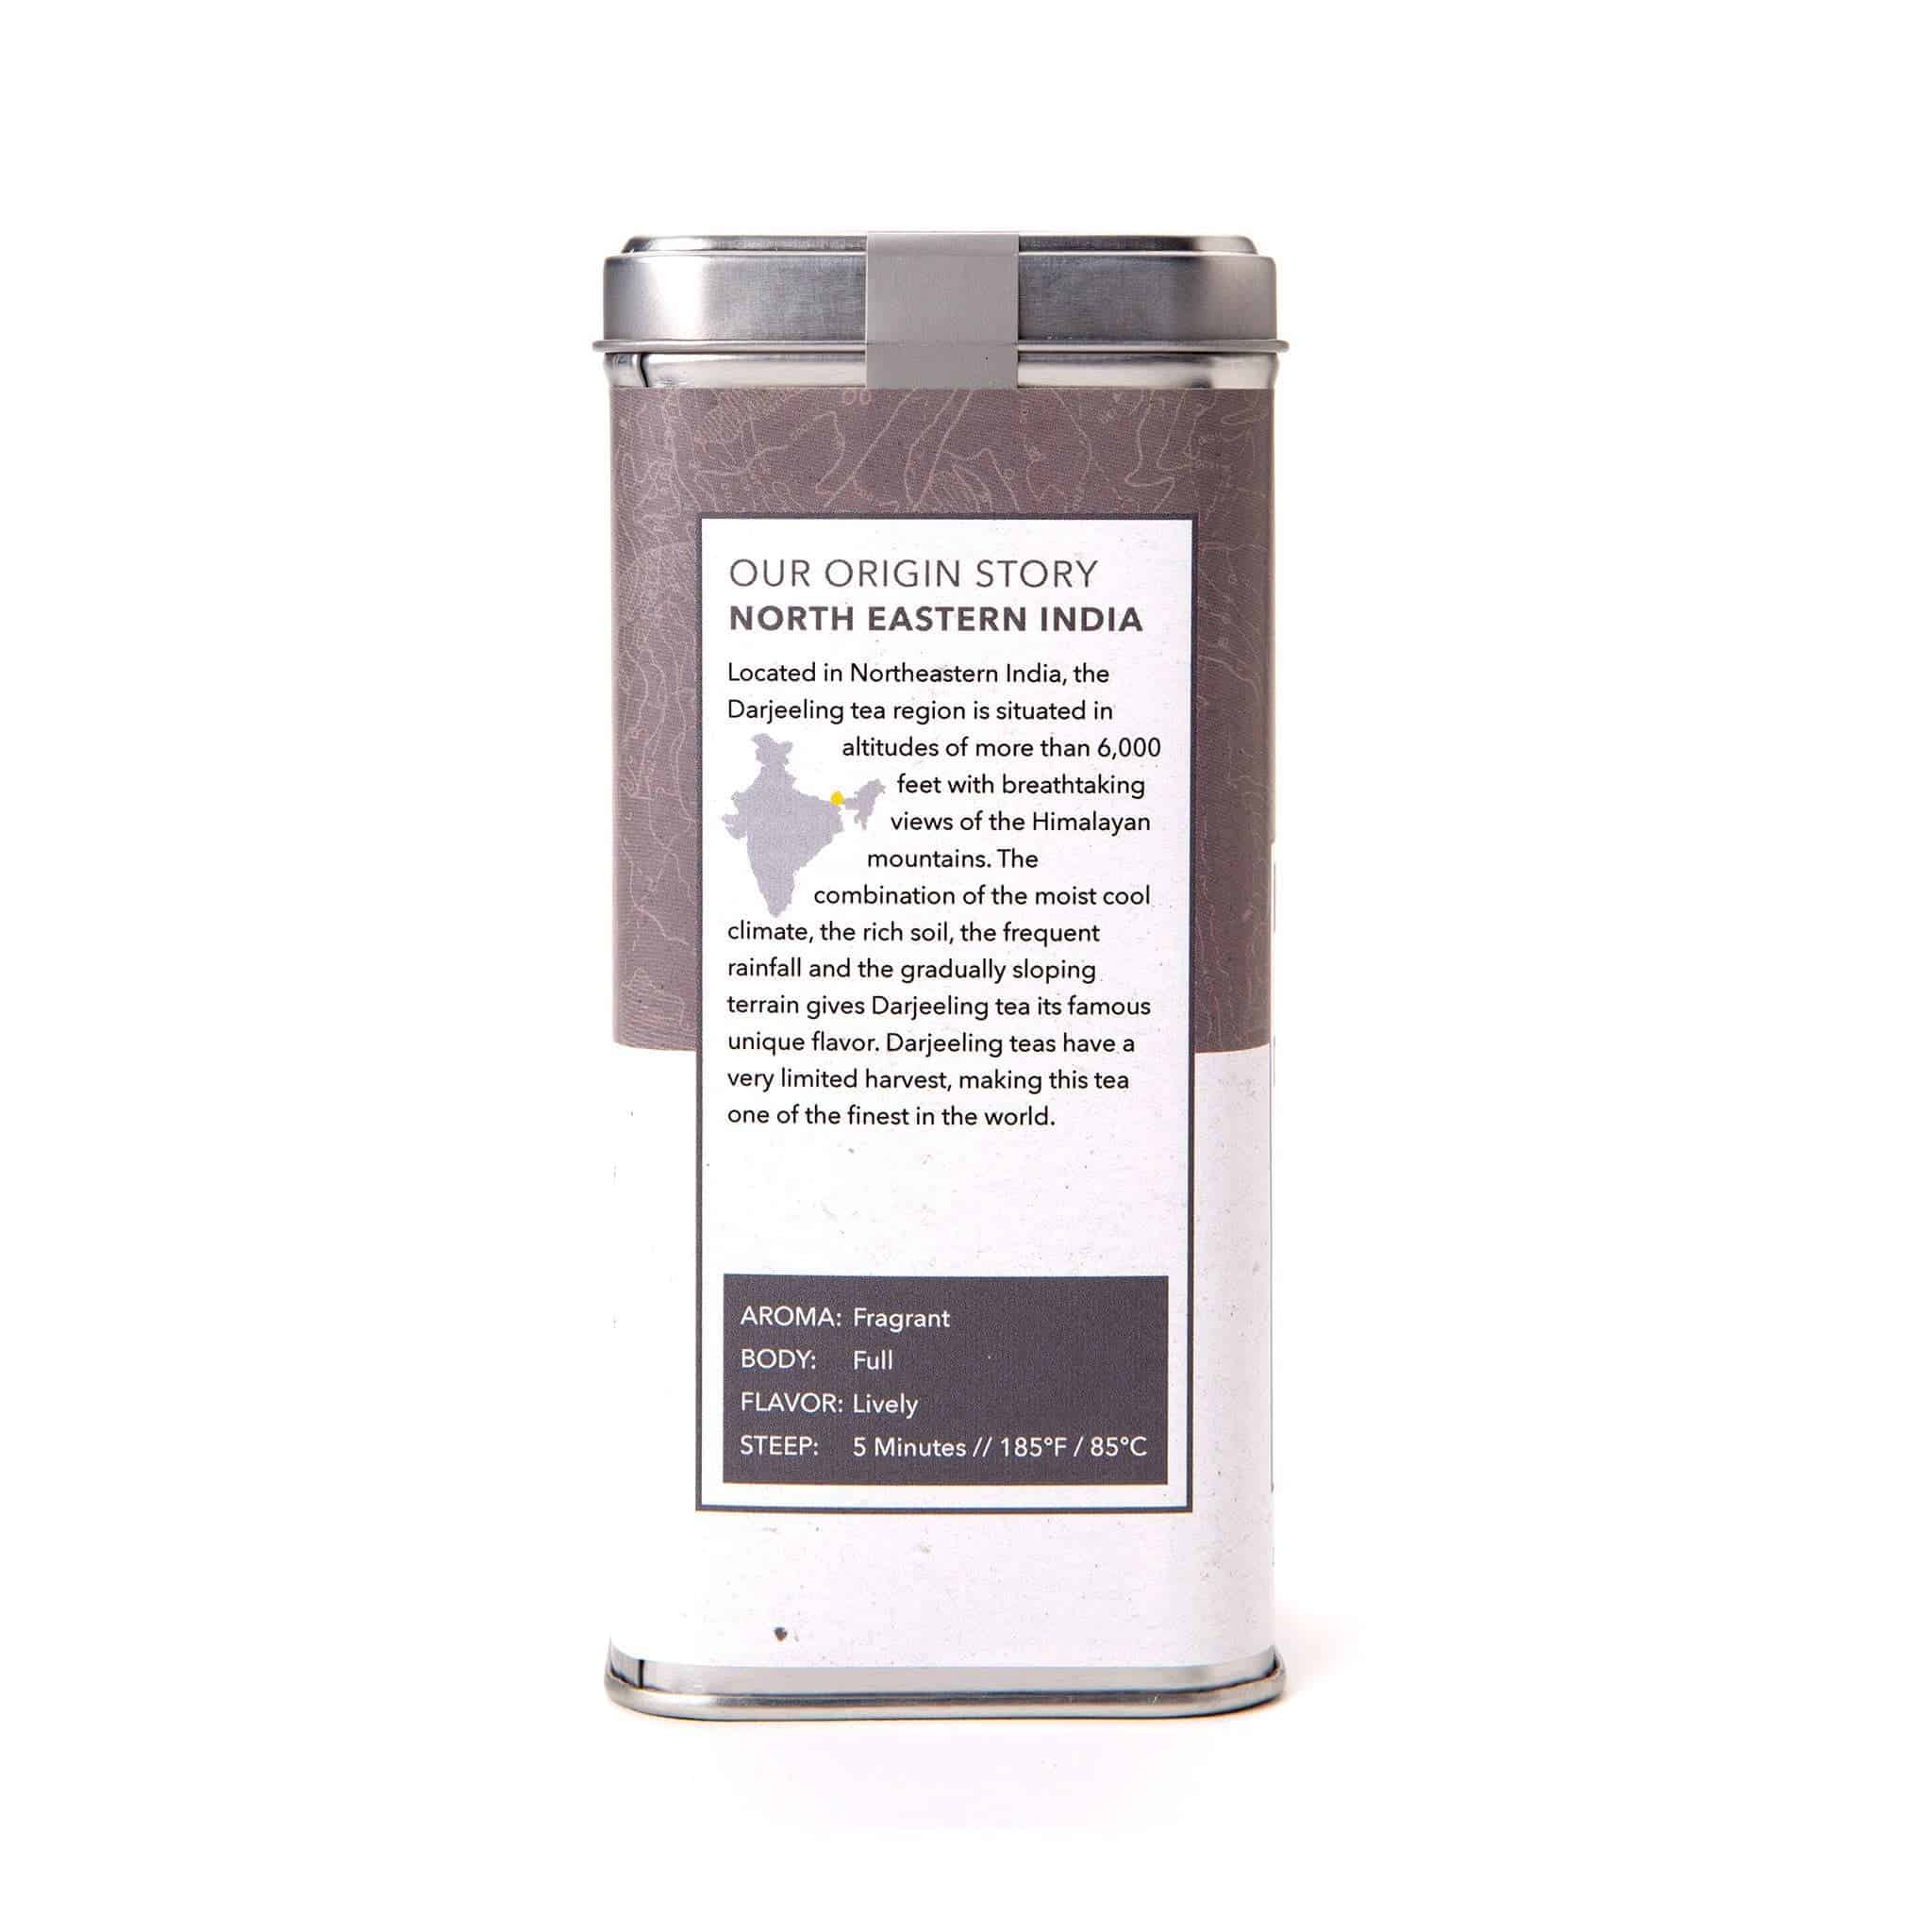 OUR ORIGIN STORY
NORTH EASTERN INDIA
Located in Northeastern India, the
Darjeeling tea region is situated in
altitudes of more than 6,000
feet with breathtaking
views of the Himalayan
mountains. The
combination of the moist cool
climate, the rich soil, the frequent
rainfall and the gradually sloping
terrain gives Darjeeling tea its famous
unique flavor. Darjeeling teas have a
very limited harvest, making this tea
one of the finest in the world.
AROMA: Fragrant
BODY: Full
FLAVOR: Lively
STEEP: 5 Minutes // 185°F / 85°C